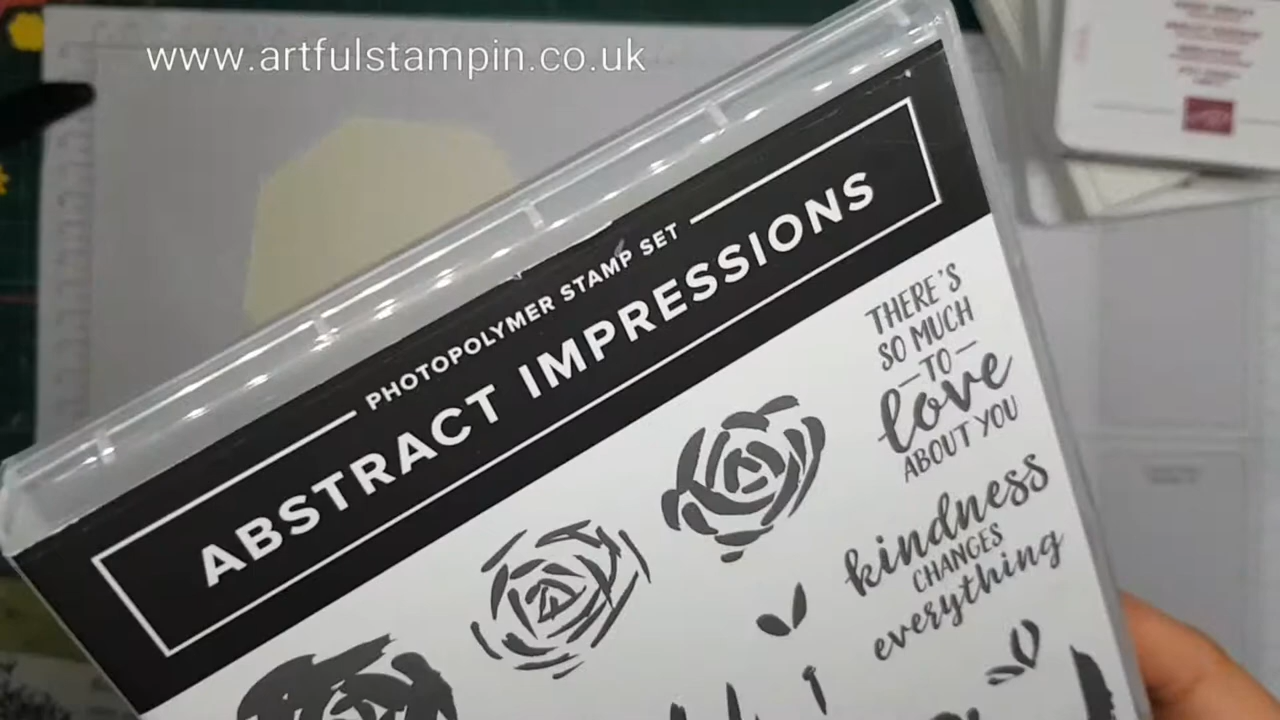 www.artfulstampin.co.uk
PHOTOPOLYMER STAMP SET
ABSTRACT IMPRESSIONS
THERE'S
SO MUCH
—TO—
love
ABOUT YOU
kindness
CHANGES
everything